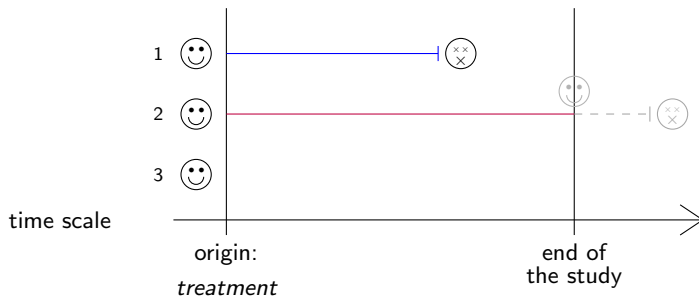 1
2
3
time scale
origin:
treatment
end of
the study